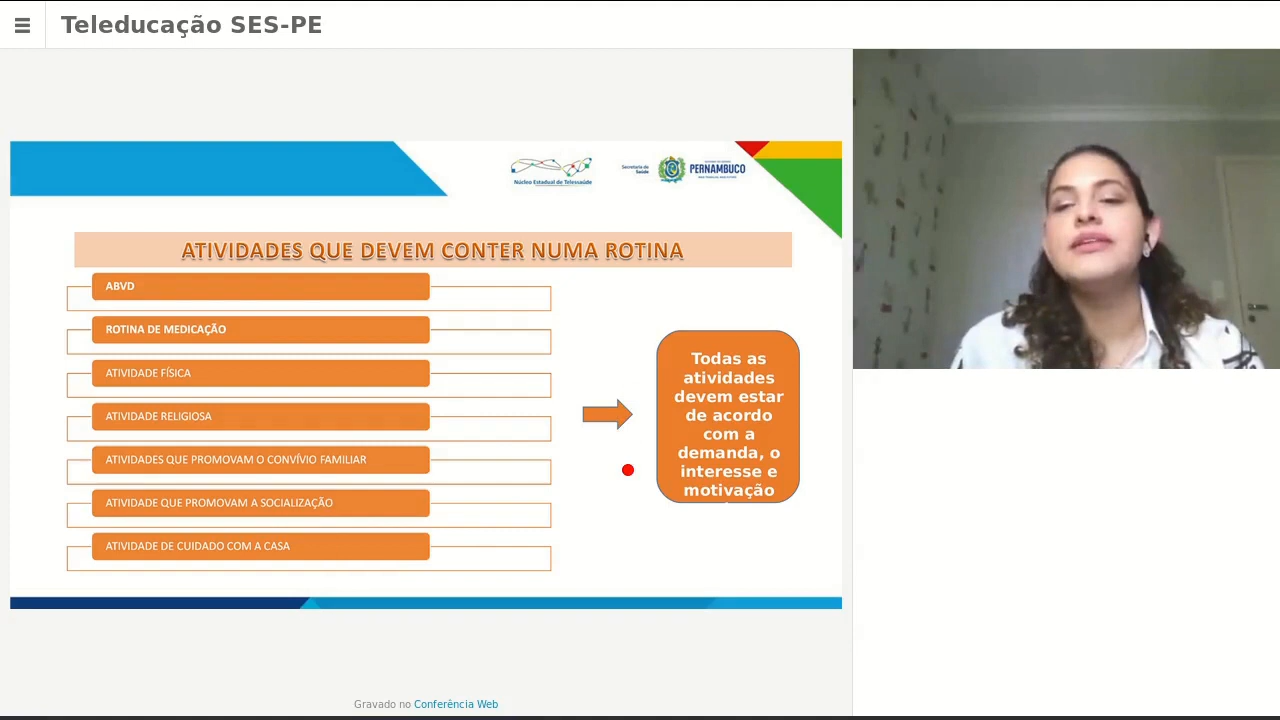 Teleducação SES-PE
Núcleo Estadual de Telessaúde
Secretaria de
Saúde
PERNAMBUCO
ATIVIDADES QUE DEVEM CONTER NUMA ROTINA
ABVD
ROTINA DE MEDICAÇÃO
ATIVIDADE FÍSICA
ATIVIDADE RELIGIOSA
ATIVIDADES QUE PROMOVAM O CONVÍVIO FAMILIAR
ATIVIDADE QUE PROMOVAM A SOCIALIZAÇÃO
ATIVIDADE DE CUIDADO COM A CASA
Todas as
atividades
devem estar
de acordo
com a
demanda, o
interesse e
motivação
Gravado no Conferência Web